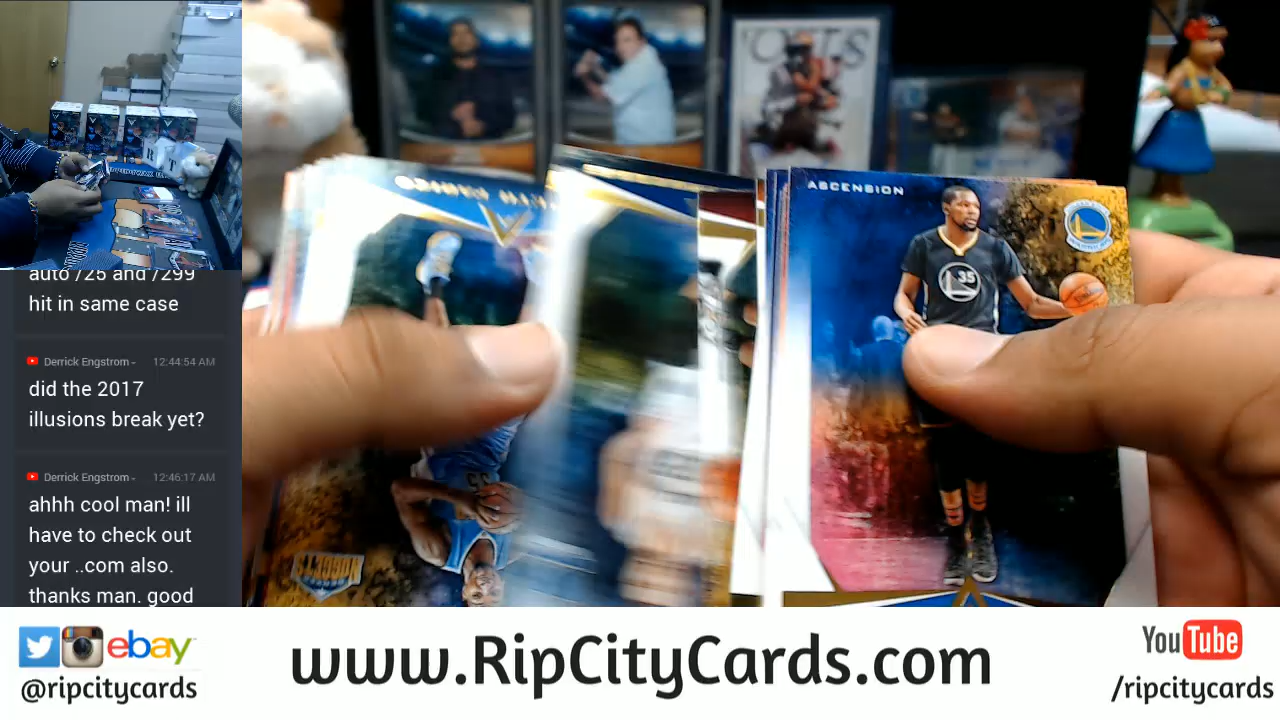 auto /25 and /299
hit in same case
Derrick Engstrom 12:44:54 AM
did the 2017
illusions break yet?
Derrick Engstrom 12:46:17 AM
ahhh cool man! ill
have to check out
your ..com also.
thanks man. good
ASCENSION
35
NUGGETS
ebay
@ripcitycards
www.RipCityCards.com
YouTube
/ripcitycards